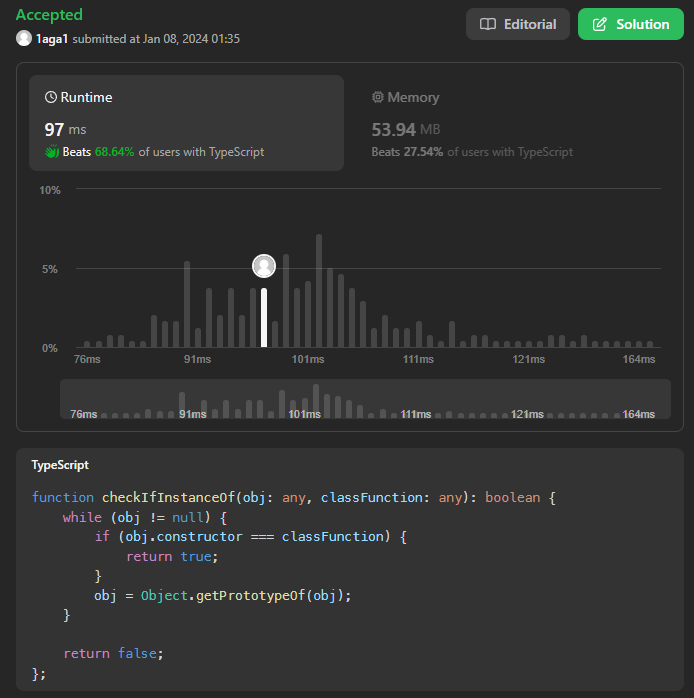 Accepted
1aga1 submitted at Jan 08, 2024 01:35
Editorial
Solution
Runtime
97 ms
Beats 68.64% of users with TypeScript
Memory
53.94 MB
Beats 27.54% of users with TypeScript
10%
5%
0%
76ms 91ms 101ms 111ms 121ms 164ms
76ms 91ms 101ms 111ms 121ms 164ms
TypeScript
function checkIfInstanceOf(obj: any, classFunction: any): boolean {
    while (obj != null) {
        if (obj.constructor === classFunction) {
            return true;
        }
        obj = Object.getPrototypeOf(obj);
    }
    return false;
};